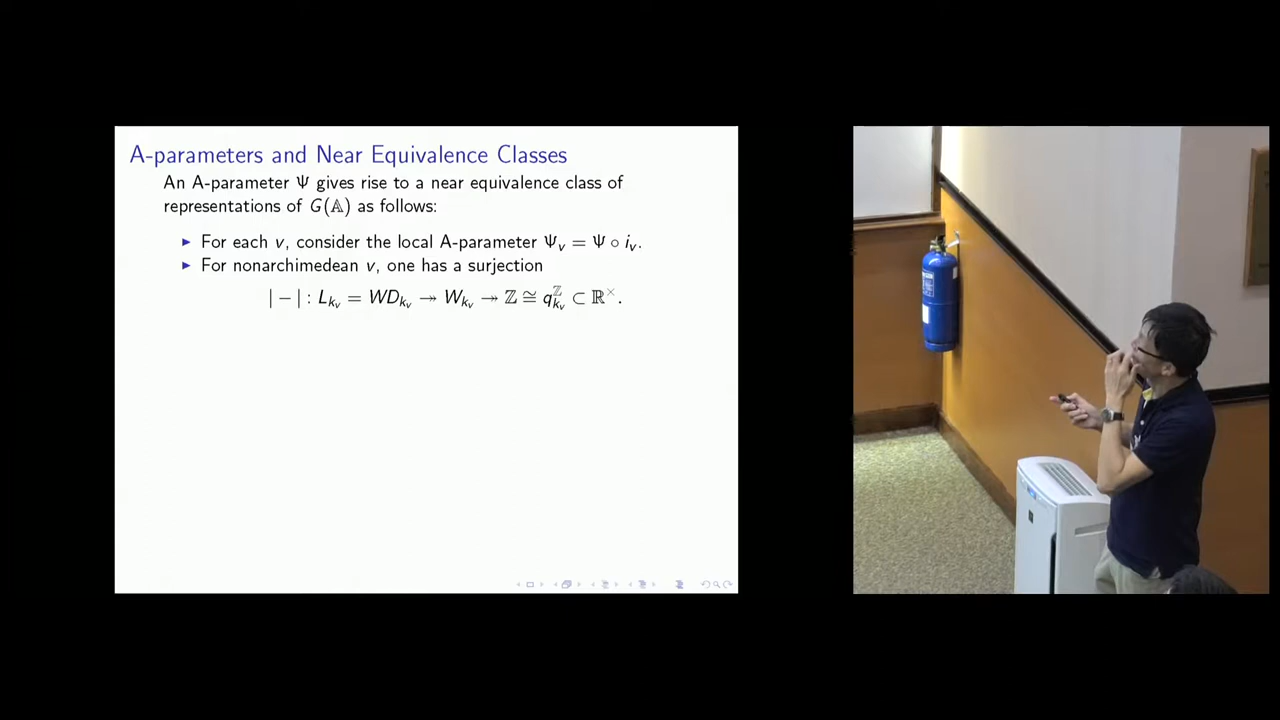 A-parameters and Near Equivalence Classes
An A-parameter Ψ gives rise to a near equivalence class of
representations of G(𝔸) as follows:
▶ For each v, consider the local A-parameter Ψ_v = Ψ ∘ i_v.
▶ For nonarchimedean v, one has a surjection
| − | : L_{k_v} = WD_{k_v} ↠ W_{k_v} ↠ ℤ ≅ q_{k_v}^ℤ ⊂ ℝ^×.